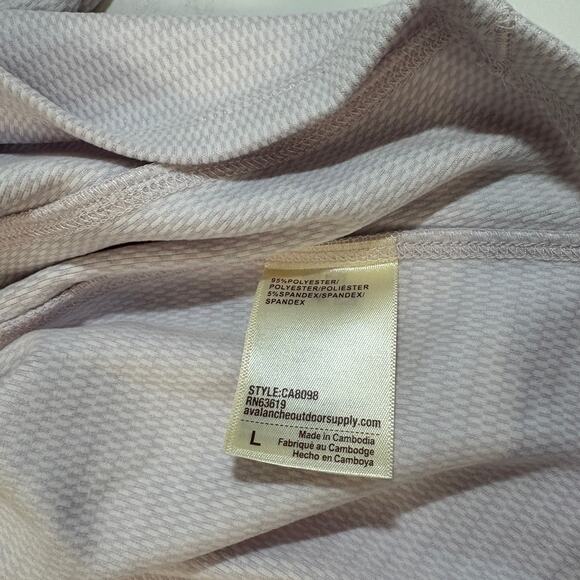 95%POLYESTER/
POLYESTER/POLIÉSTER
5%SPANDEX/SPANDEX/
SPANDEX
STYLE:CA8098
RN63619
avalancheoutdoorsupply.com
L
Made in Cambodia
Fabriqué au Cambodge
Hecho en Camboya